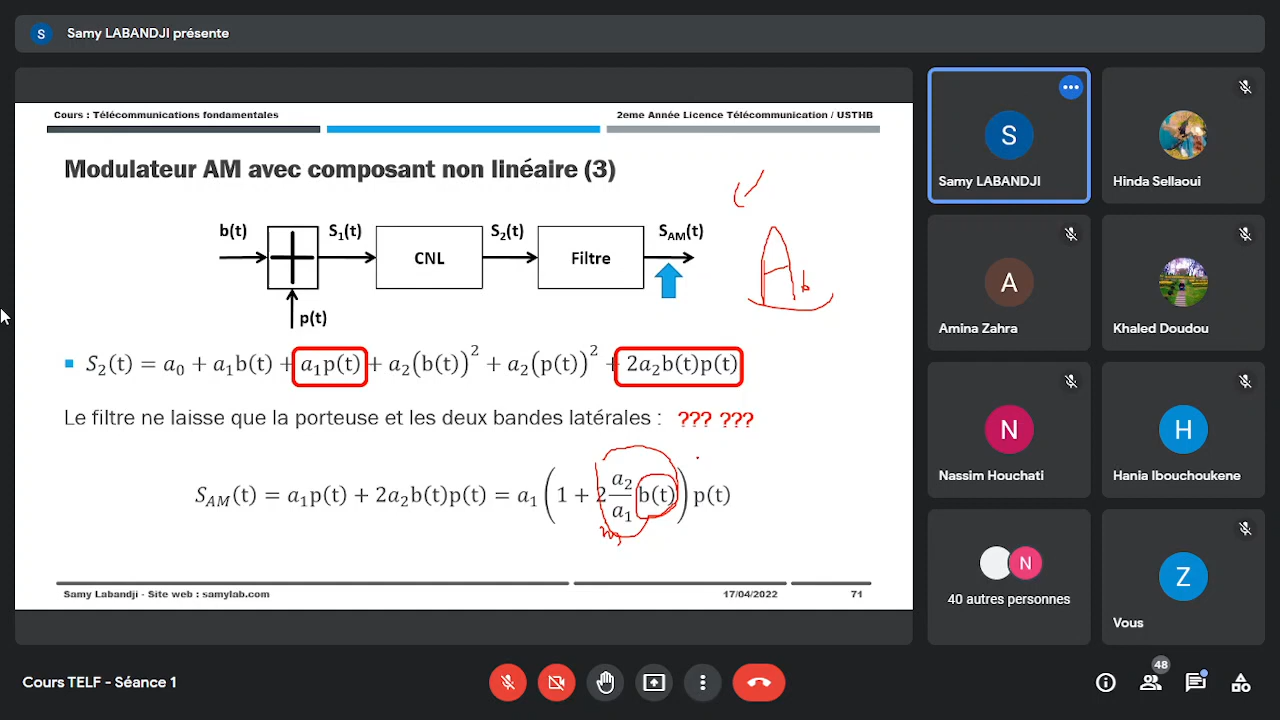 S
Samy LABANDJI présente
Cours : Télécommunications fondamentales
2eme Année Licence Télécommunication / USTHB
Modulateur AM avec composant non linéaire (3)
b(t)
S₁(t)
CNL
S₂(t)
Filtre
S_AM(t)
p(t)
A b
S₂(t) = a₀ + a₁b(t) + a₁p(t) + a₂(b(t))² + a₂(p(t))² + 2a₂b(t)p(t)
Le filtre ne laisse que la porteuse et les deux bandes latérales : ??? ???
S_AM(t) = a₁p(t) + 2a₂b(t)p(t) = a₁(1 + 2 a₂/a₁ b(t)) p(t)
m
Samy Labandji - Site web : samylab.com
17/04/2022
71
S
Samy LABANDJI
Hinda Sellaoui
A
Amina Zahra
Khaled Doudou
N
Nassim Houchati
H
Hania Ibouchoukene
N
40 autres personnes
Z
Vous
Cours TELF - Séance 1
48